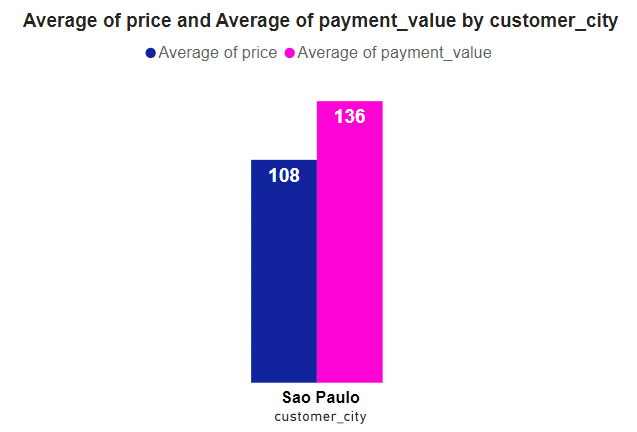 Average of price and Average of payment_value by customer_city
Average of price Average of payment_value
136
108
Sao Paulo
customer_city